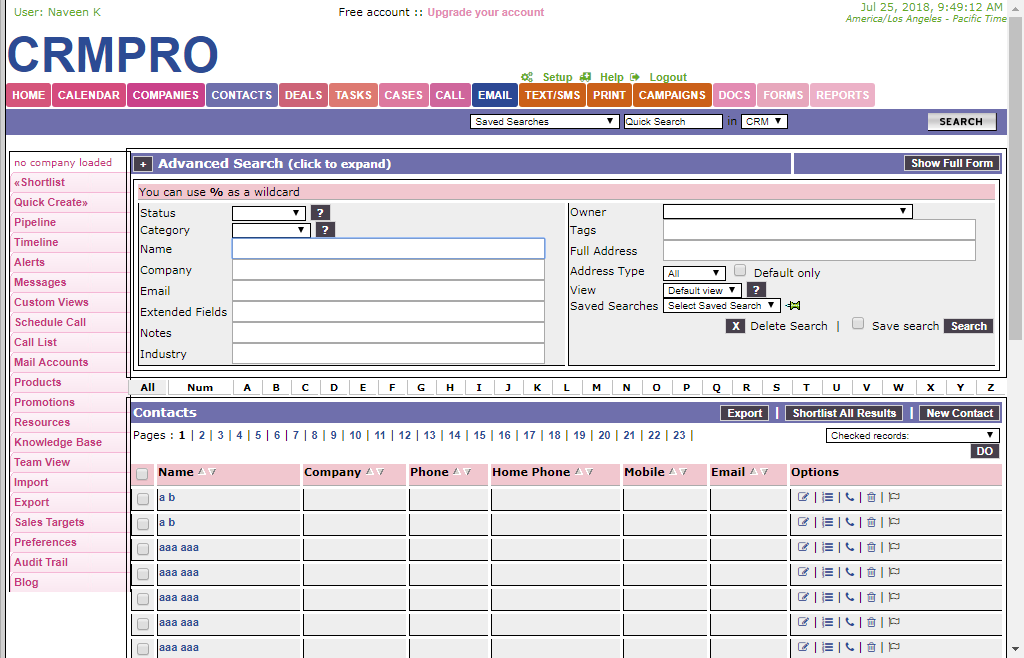 User: Naveen K
Free account :: Upgrade your account
Jul 25, 2018, 9:49:12 AM
America/Los Angeles - Pacific Time
CRMPRO
Setup Help Logout
HOME CALENDAR COMPANIES CONTACTS DEALS TASKS CASES CALL EMAIL TEXT/SMS PRINT CAMPAIGNS DOCS FORMS REPORTS
Saved Searches Quick Search in CRM SEARCH
no company loaded
«Shortlist
Quick Create»
Pipeline
Timeline
Alerts
Messages
Custom Views
Schedule Call
Call List
Mail Accounts
Products
Promotions
Resources
Knowledge Base
Team View
Import
Export
Sales Targets
Preferences
Audit Trail
Blog
+ Advanced Search (click to expand) Show Full Form
You can use % as a wildcard
Status ?
Category ?
Name
Company
Email
Extended Fields
Notes
Industry
Owner
Tags
Full Address
Address Type All Default only
View Default view ?
Saved Searches Select Saved Search
X Delete Search | Save search Search
All Num A B C D E F G H I J K L M N O P Q R S T U V W X Y Z
Contacts Export | Shortlist All Results | New Contact
Pages : 1 | 2 | 3 | 4 | 5 | 6 | 7 | 8 | 9 | 10 | 11 | 12 | 13 | 14 | 15 | 16 | 17 | 18 | 19 | 20 | 21 | 22 | 23 |
Checked records:
DO
Name Company Phone Home Phone Mobile Email Options
a b | | | |
a b | | | |
aaa aaa | | | |
aaa aaa | | | |
aaa aaa | | | |
aaa aaa | | | |
aaa aaa | | | |